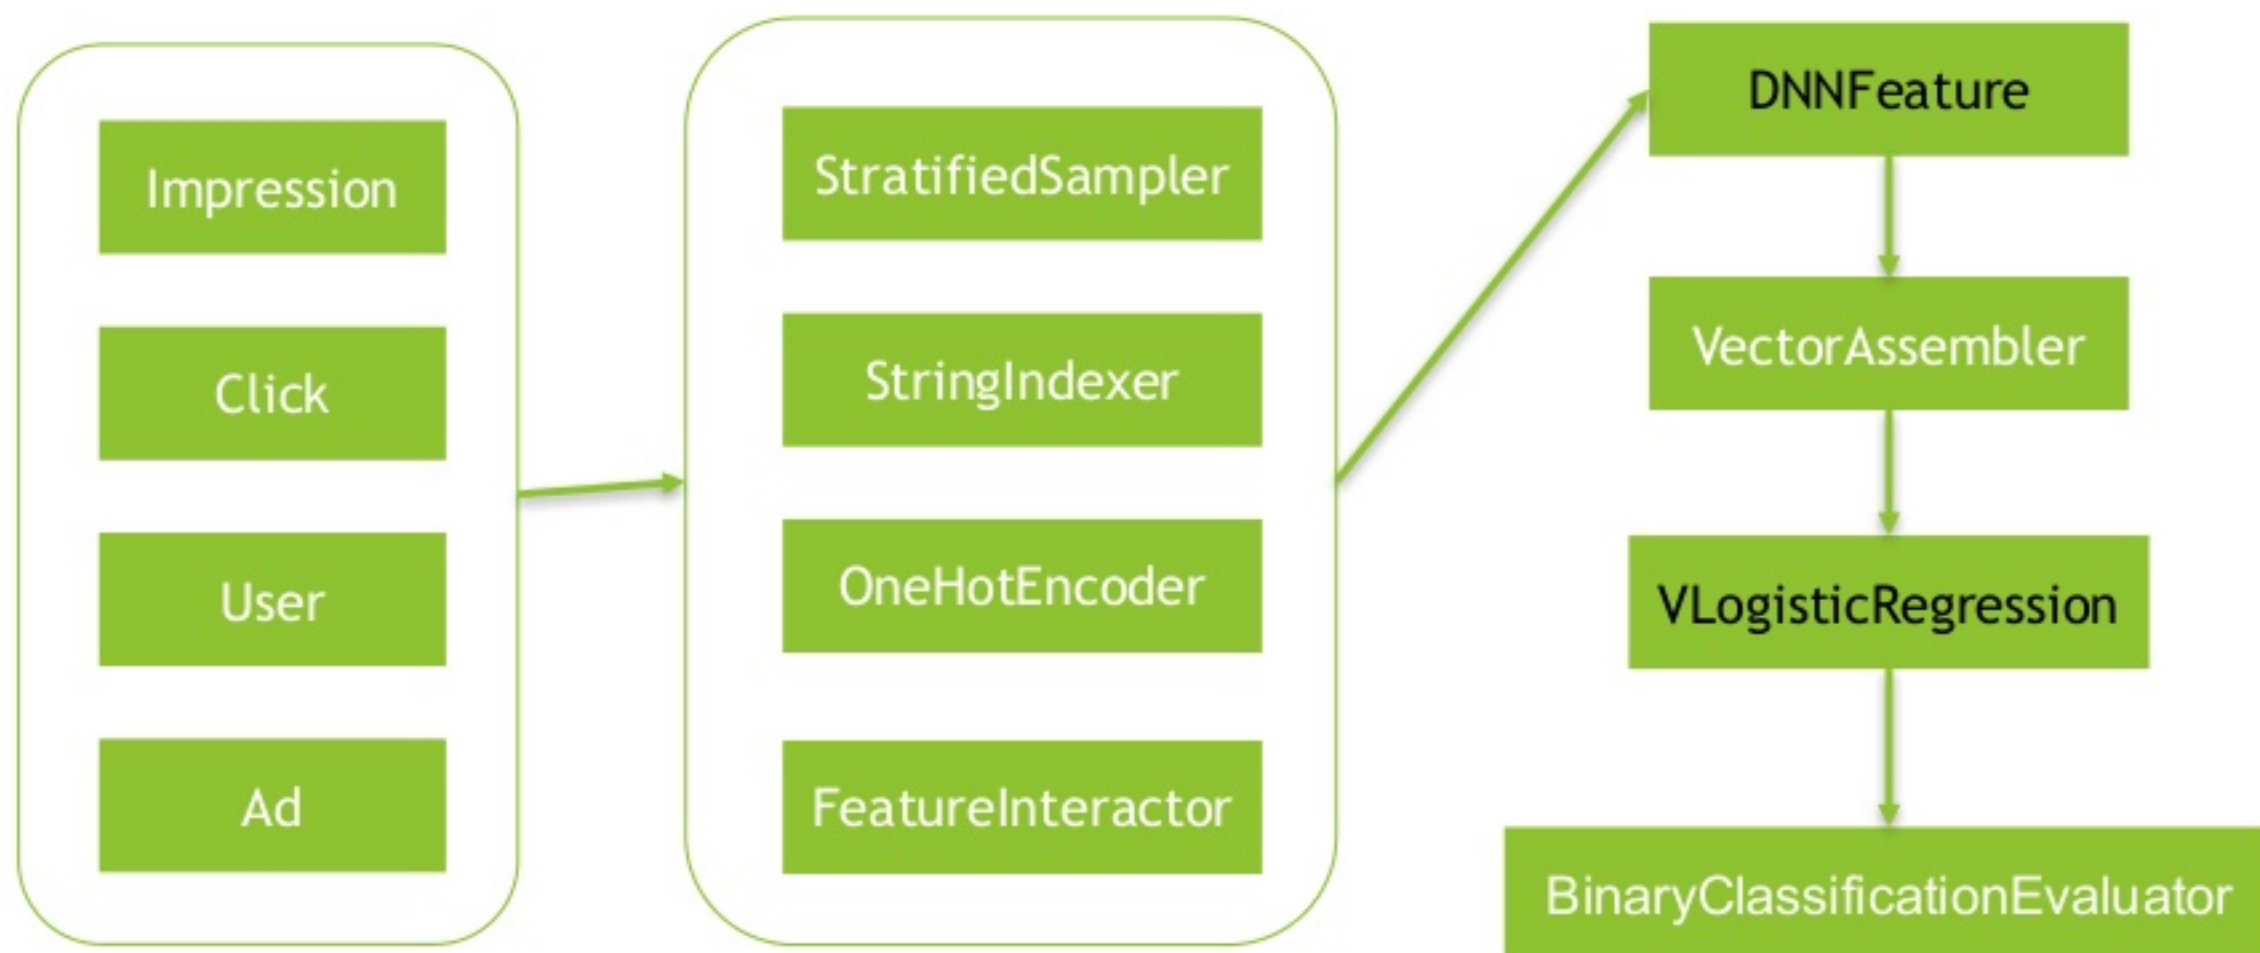 Impression
Click
User
Ad
StratifiedSampler
StringIndexer
OneHotEncoder
FeatureInteractor
DNNFeature
VectorAssembler
VLogisticRegression
BinaryClassificationEvaluator